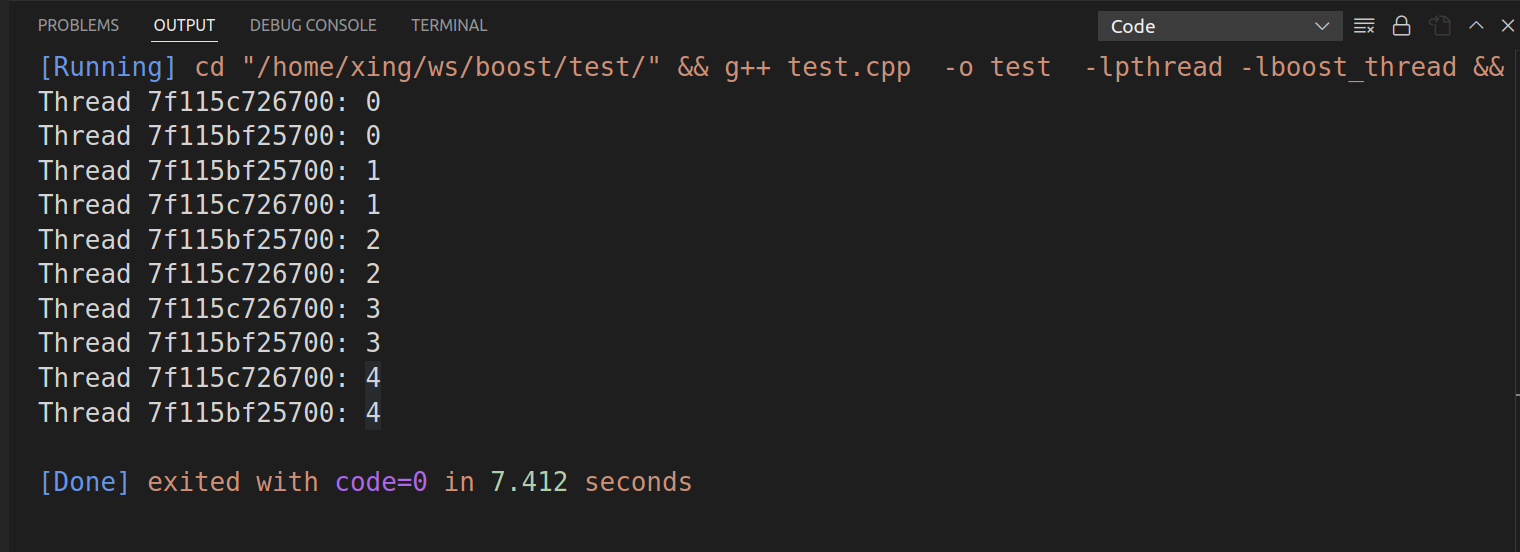 PROBLEMS OUTPUT DEBUG CONSOLE TERMINAL Code
[Running] cd "/home/xing/ws/boost/test/" && g++ test.cpp  -o test  -lpthread -lboost_thread &&
Thread 7f115c726700: 0
Thread 7f115bf25700: 0
Thread 7f115bf25700: 1
Thread 7f115c726700: 1
Thread 7f115bf25700: 2
Thread 7f115c726700: 2
Thread 7f115c726700: 3
Thread 7f115bf25700: 3
Thread 7f115c726700: 4
Thread 7f115bf25700: 4
[Done] exited with code=0 in 7.412 seconds